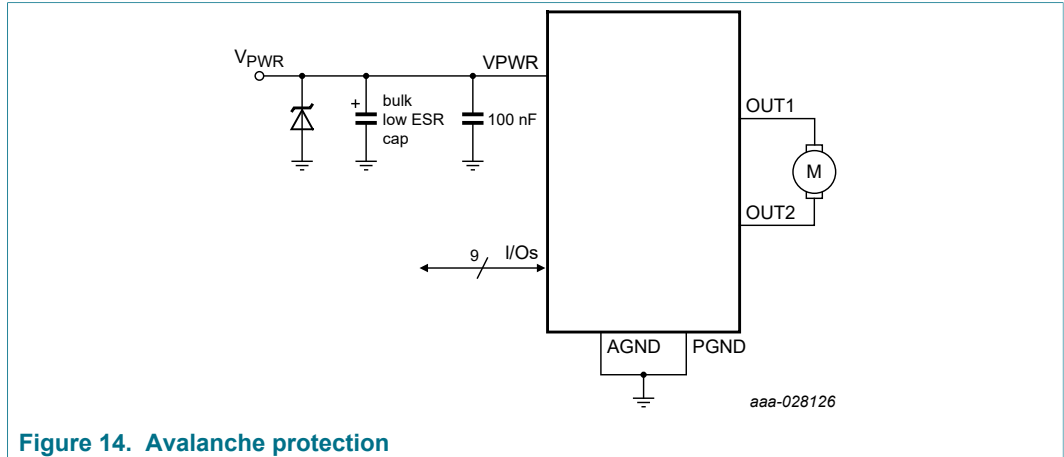 VPWR
VPWR
+
bulk
low ESR
cap
100 nF
OUT1
M
OUT2
9
I/Os
AGND
PGND
aaa-028126
Figure 14. Avalanche protection